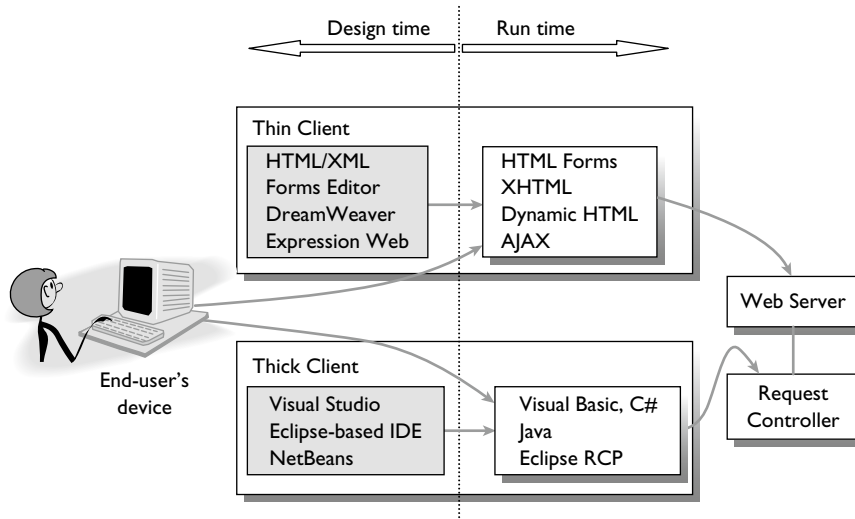 Design time
Run time
Thin Client
HTML/XML
Forms Editor
DreamWeaver
Expression Web
HTML Forms
XHTML
Dynamic HTML
AJAX
Web Server
End-user's
device
Thick Client
Visual Studio
Eclipse-based IDE
NetBeans
Visual Basic, C#
Java
Eclipse RCP
Request
Controller